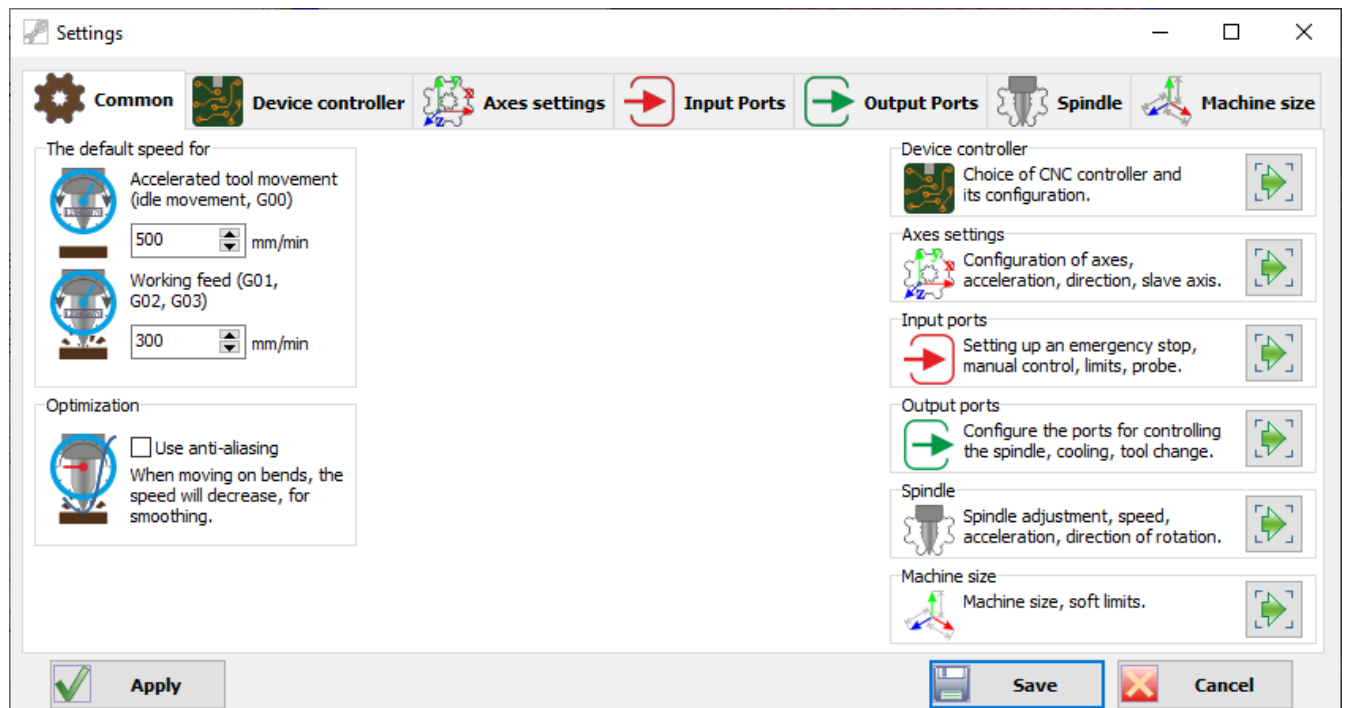 Settings
Common
Device controller
Axes settings
Input Ports
Output Ports
Spindle
Machine size
The default speed for
Accelerated tool movement
(idle movement, G00)
500
mm/min
Working feed (G01,
G02, G03)
300
mm/min
Optimization
Use anti-aliasing
When moving on bends, the
speed will decrease, for
smoothing.
Device controller
Choice of CNC controller and
its configuration.
Axes settings
Configuration of axes,
acceleration, direction, slave axis.
Input ports
Setting up an emergency stop,
manual control, limits, probe.
Output ports
Configure the ports for controlling
the spindle, cooling, tool change.
Spindle
Spindle adjustment, speed,
acceleration, direction of rotation.
Machine size
Machine size, soft limits.
Apply
Save
Cancel